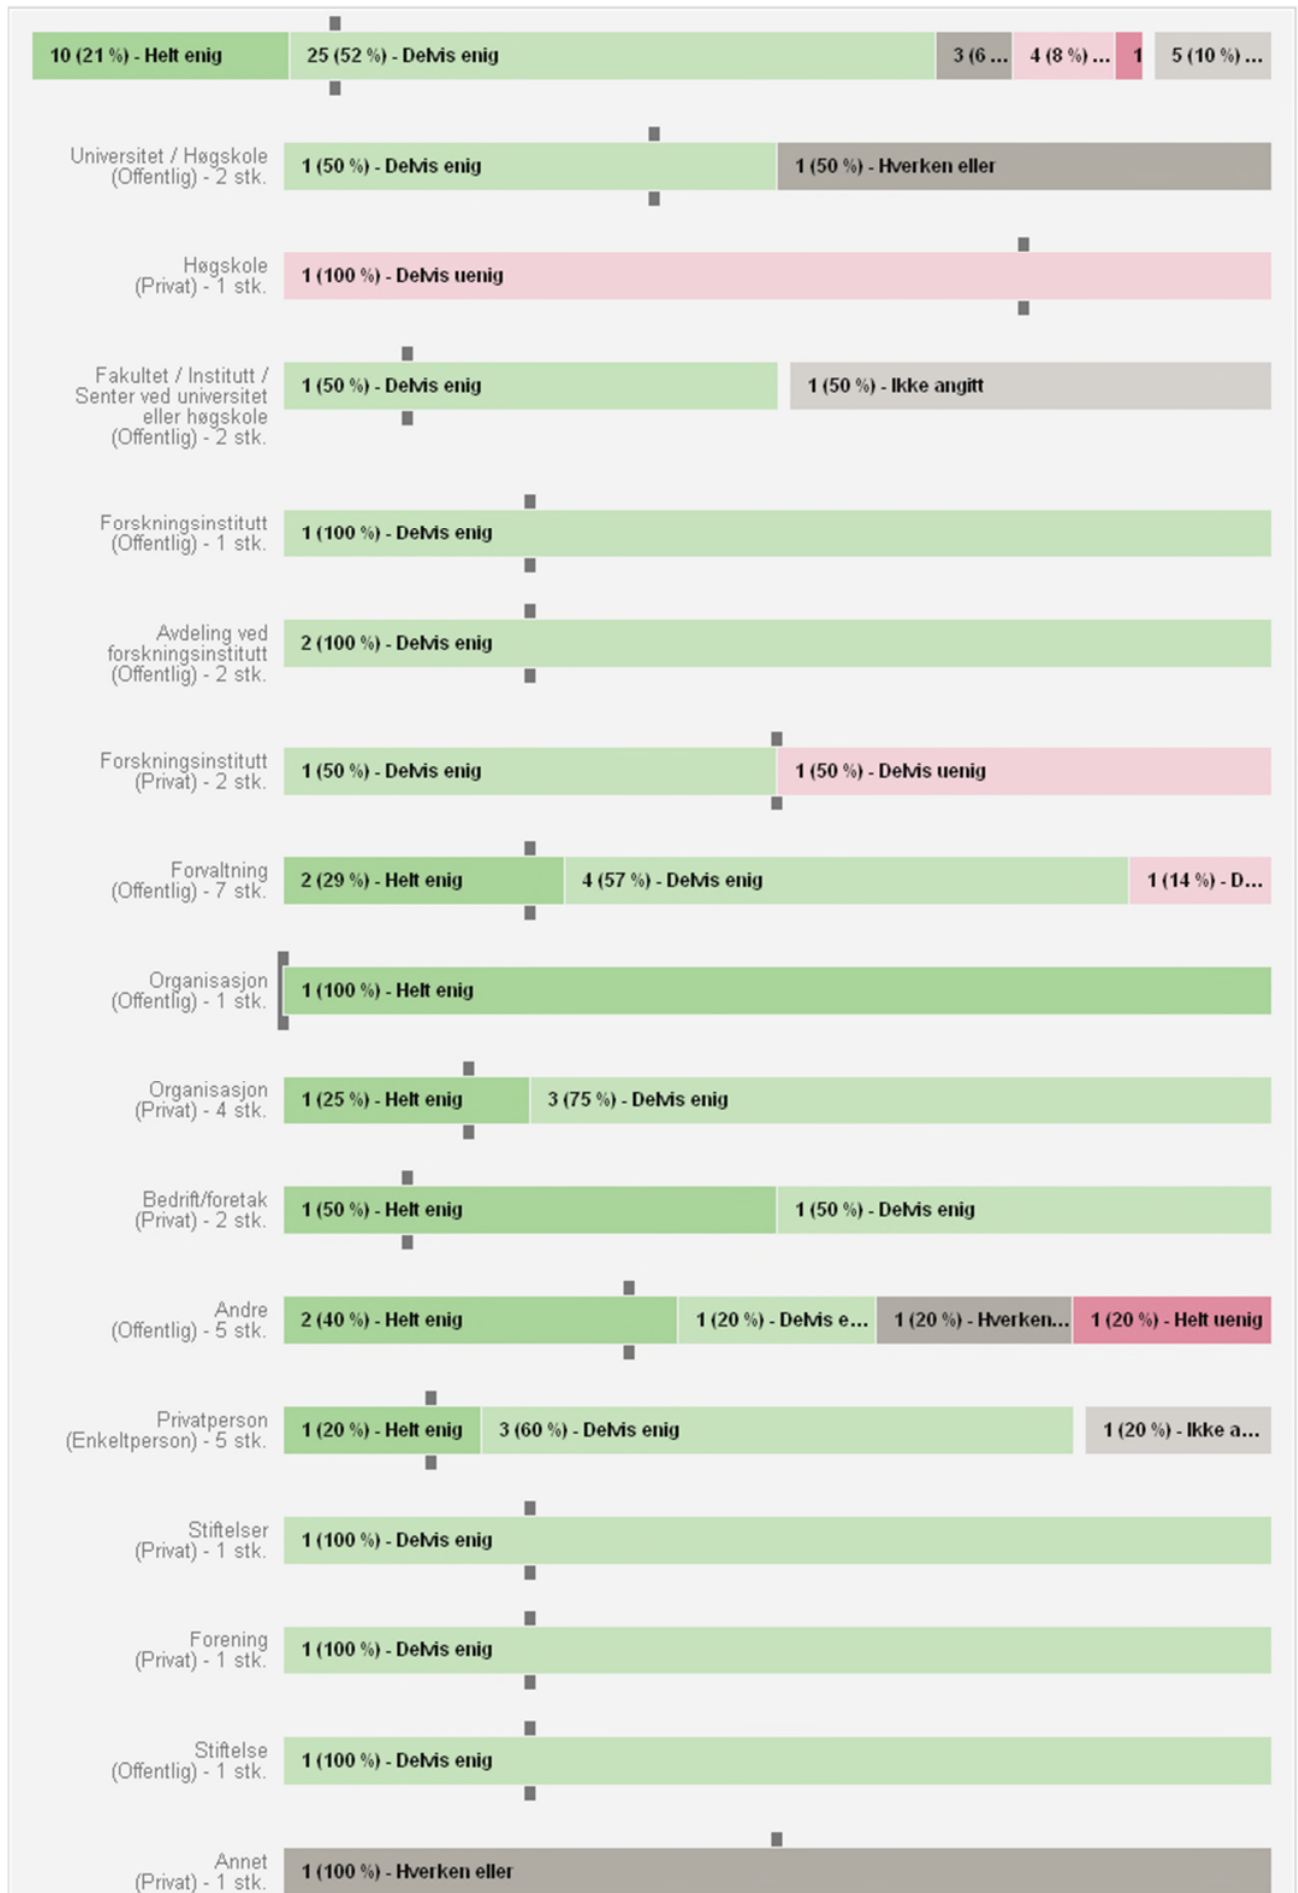 10 (21 %) - Helt enig 25 (52 %) - Delvis enig 3 (6 ... 4 (8 %) ... 1 5 (10 %) ...
Universitet / Høgskole
(Offentlig) - 2 stk.
1 (50 %) - Delvis enig 1 (50 %) - Hverken eller
Høgskole
(Privat) - 1 stk.
1 (100 %) - Delvis uenig
Fakultet / Institutt /
Senter ved universitet
eller høgskole
(Offentlig) - 2 stk.
1 (50 %) - Delvis enig 1 (50 %) - Ikke angitt
Forskningsinstitutt
(Offentlig) - 1 stk.
1 (100 %) - Delvis enig
Avdeling ved
forskningsinstitutt
(Offentlig) - 2 stk.
2 (100 %) - Delvis enig
Forskningsinstitutt
(Privat) - 2 stk.
1 (50 %) - Delvis enig 1 (50 %) - Delvis uenig
Forvaltning
(Offentlig) - 7 stk.
2 (29 %) - Helt enig 4 (57 %) - Delvis enig 1 (14 %) - D...
Organisasjon
(Offentlig) - 1 stk.
1 (100 %) - Helt enig
Organisasjon
(Privat) - 4 stk.
1 (25 %) - Helt enig 3 (75 %) - Delvis enig
Bedrift/foretak
(Privat) - 2 stk.
1 (50 %) - Helt enig 1 (50 %) - Delvis enig
Andre
(Offentlig) - 5 stk.
2 (40 %) - Helt enig 1 (20 %) - Delvis e... 1 (20 %) - Hverken... 1 (20 %) - Helt uenig
Privatperson
(Enkeltperson) - 5 stk.
1 (20 %) - Helt enig 3 (60 %) - Delvis enig 1 (20 %) - Ikke a...
Stiftelser
(Privat) - 1 stk.
1 (100 %) - Delvis enig
Forening
(Privat) - 1 stk.
1 (100 %) - Delvis enig
Stiftelse
(Offentlig) - 1 stk.
1 (100 %) - Delvis enig
Annet
(Privat) - 1 stk.
1 (100 %) - Hverken eller